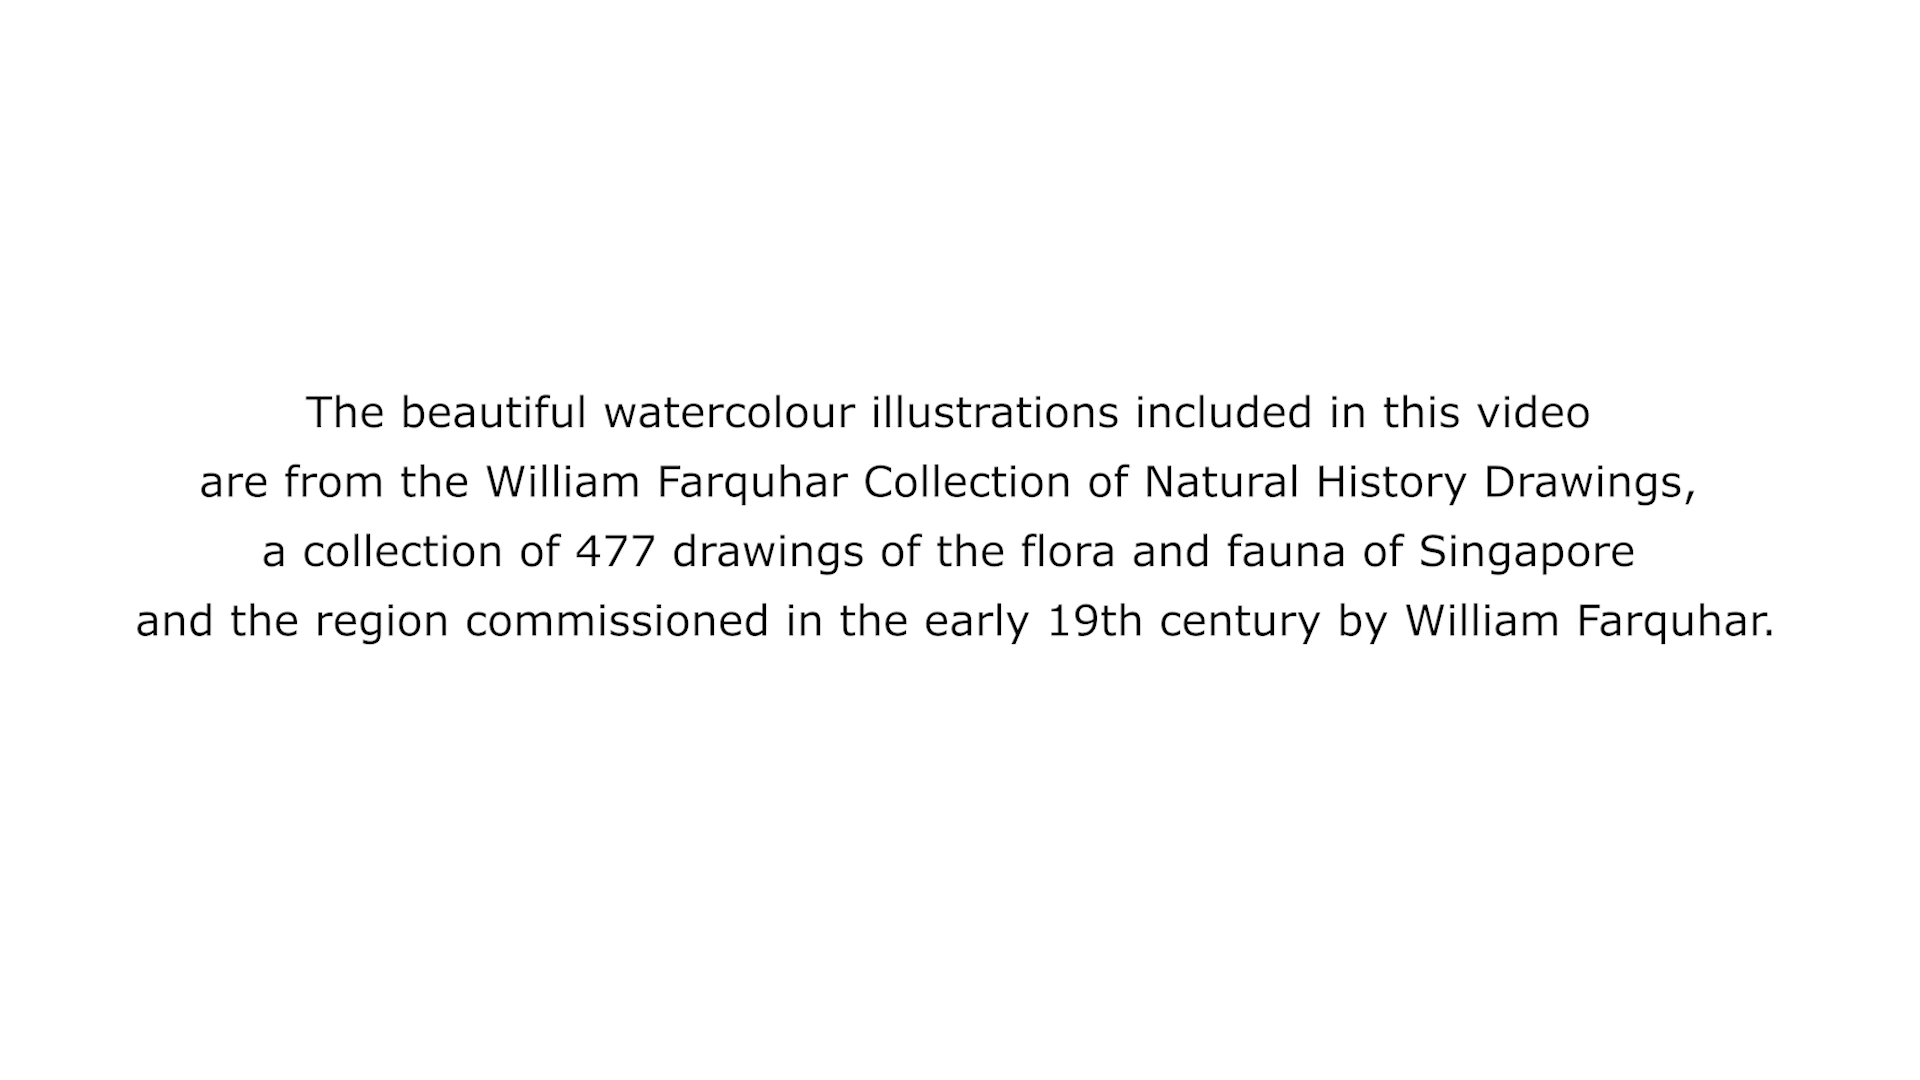 The beautiful watercolour illustrations included in this video
are from the William Farquhar Collection of Natural History Drawings,
a collection of 477 drawings of the flora and fauna of Singapore
and the region commissioned in the early 19th century by William Farquhar.